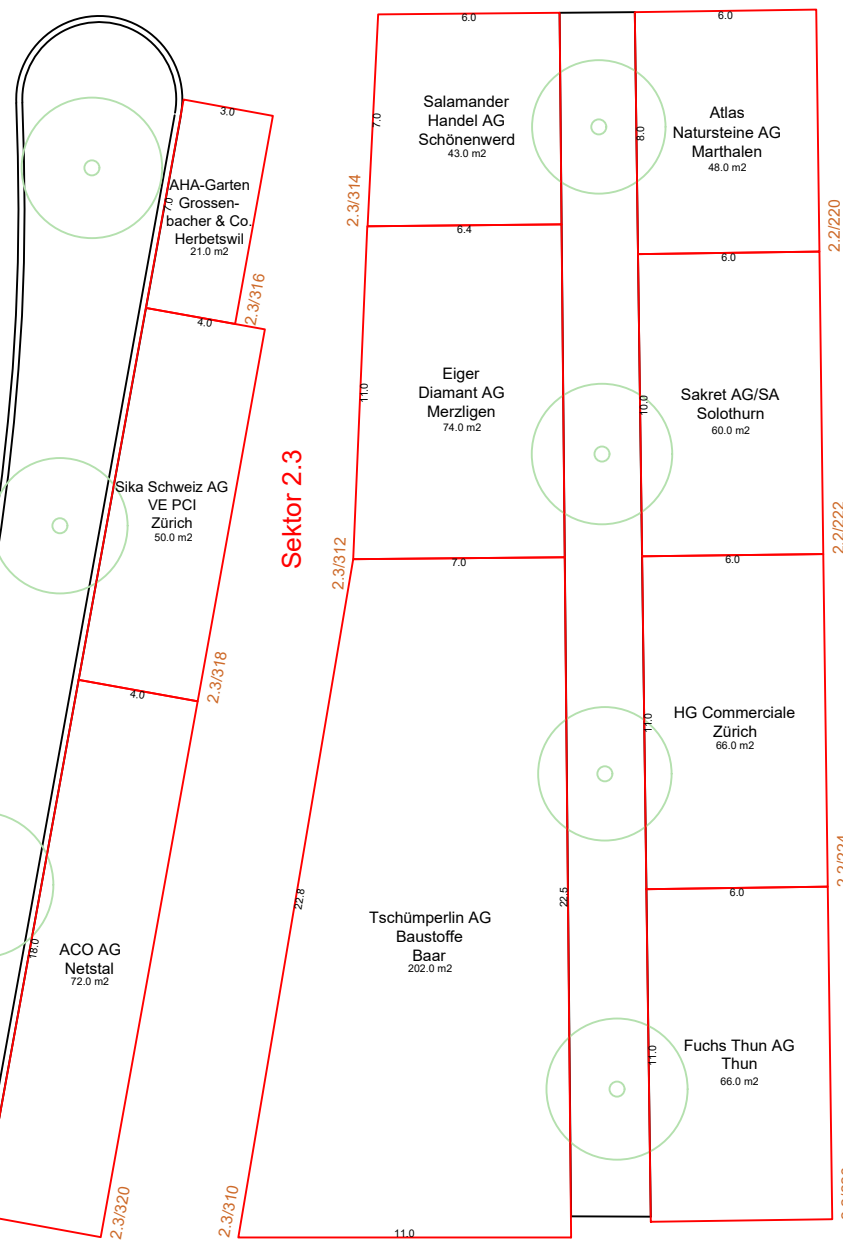 6.0
6.0
3.0
7.0
Salamander
Handel AG
Schönenwerd
43.0 m2
8.0
Atlas
Natursteine AG
Marthalen
48.0 m2
AHA-Garten
Grossen-
bacher & Co.
Herbetswil
21.0 m2
7.0
2.3/314
2.2/220
6.4
6.0
2.3/316
4.0
11.0
Eiger
Diamant AG
Merzligen
74.0 m2
10.0
Sakret AG/SA
Solothurn
60.0 m2
Sektor 2.3
Sika Schweiz AG
VE PCI
Zürich
50.0 m2
2.3/312
2.2/222
7.0
6.0
2.3/318
4.0
11.0
HG Commerciale
Zürich
66.0 m2
2.2/224
6.0
22.8
22.5
Tschümperlin AG
Baustoffe
Baar
202.0 m2
18.0
ACO AG
Netstal
72.0 m2
11.0
Fuchs Thun AG
Thun
66.0 m2
2.3/320
2.3/310
11.0